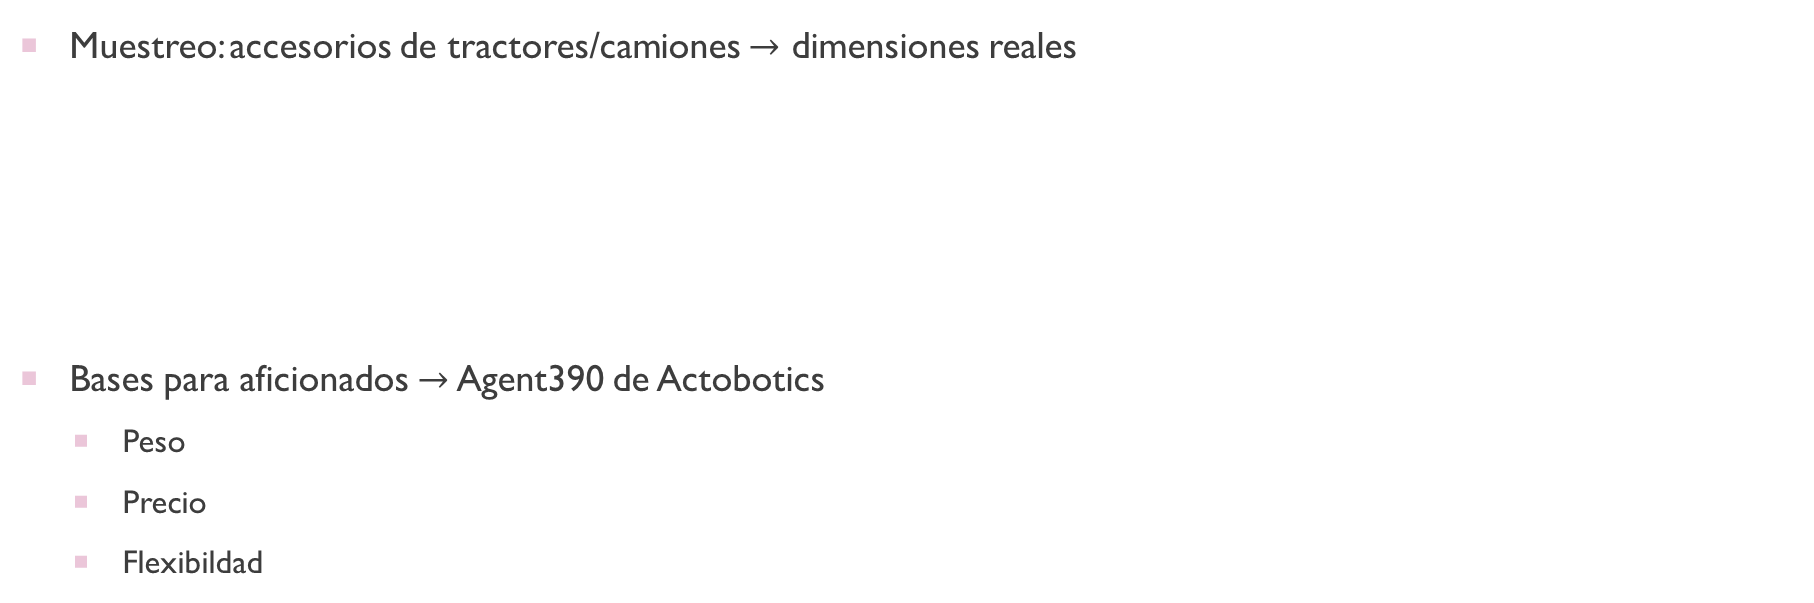 Muestreo: accesorios de tractores/camiones → dimensiones reales
Bases para aficionados → Agent390 de Actobotics
Peso
Precio
Flexibildad